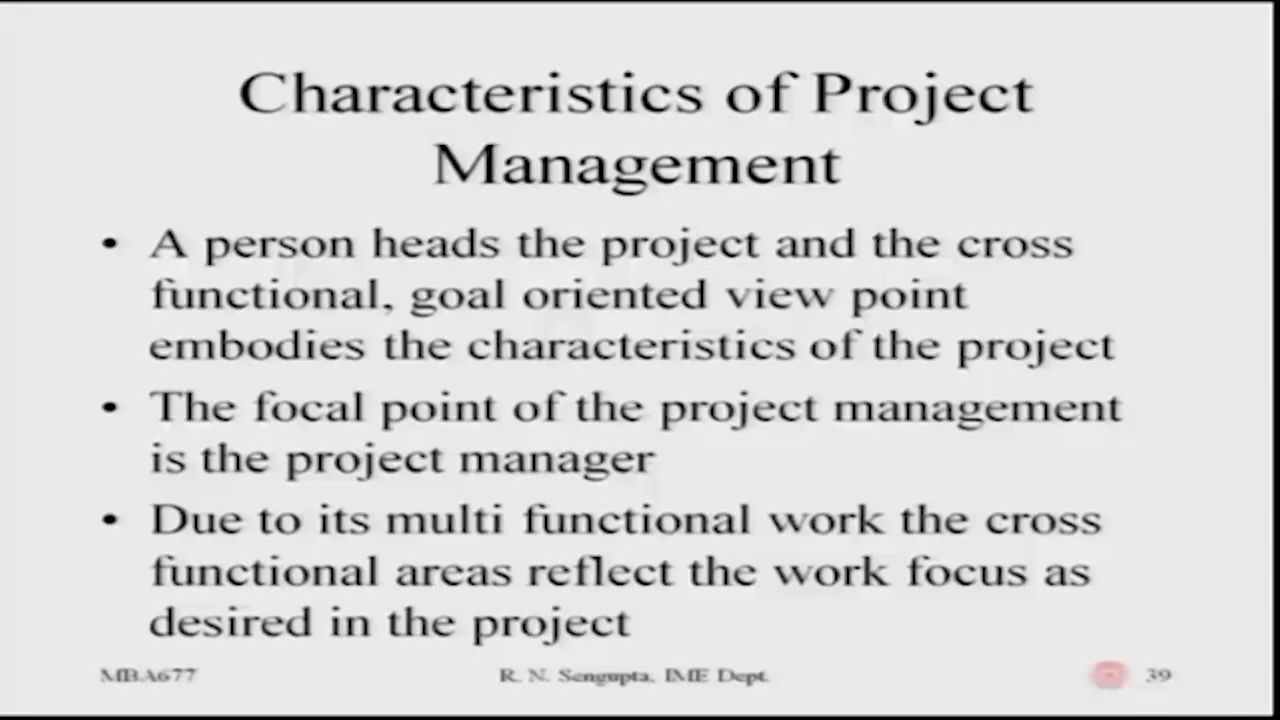 Characteristics of Project
Management
• A person heads the project and the cross
functional, goal oriented view point
embodies the characteristics of the project
• The focal point of the project management
is the project manager
• Due to its multi functional work the cross
functional areas reflect the work focus as
desired in the project
MBA677 R. N. Sengupta, IME Dept. 39